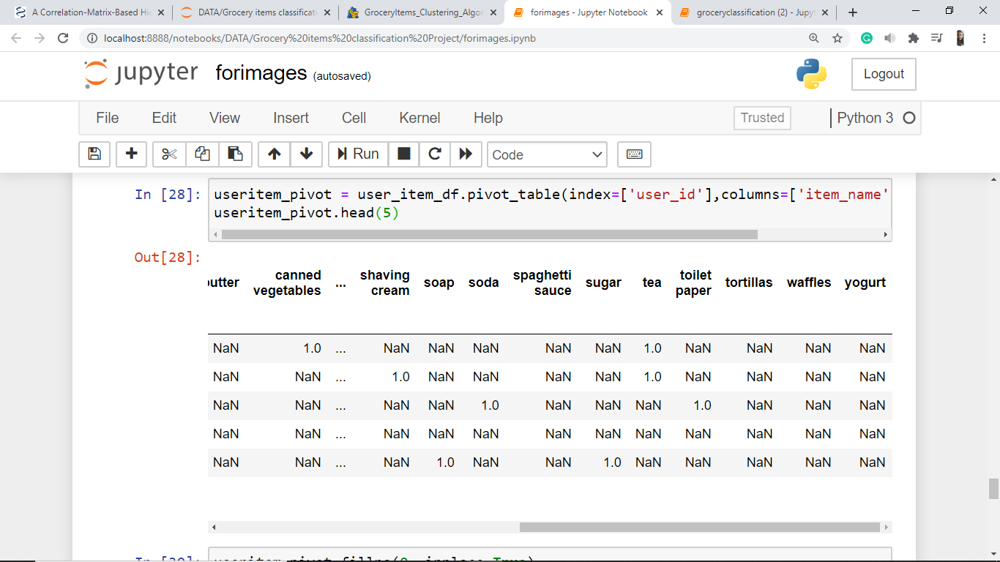 A Correlation-Matrix-Based Hie
DATA/Grocery items classificati
GroceryItems_Clustering_Algor
forimages - Jupyter Notebook
groceryclassification (2) - Jupyt
localhost:8888/notebooks/DATA/Grocery%20items%20classification%20Project/forimages.ipynb
jupyter forimages (autosaved)
Logout
File Edit View Insert Cell Kernel Help
Trusted
Python 3
Run
Code
In [28]: useritem_pivot = user_item_df.pivot_table(index=['user_id'],columns=['item_name'
useritem_pivot.head(5)
Out[28]:
utter canned vegetables ... shaving cream soap soda spaghetti sauce sugar tea toilet paper tortillas waffles yogurt
NaN 1.0 ... NaN NaN NaN NaN NaN 1.0 NaN NaN NaN NaN
NaN NaN ... 1.0 NaN NaN NaN NaN 1.0 NaN NaN NaN NaN
NaN NaN ... NaN NaN 1.0 NaN NaN NaN 1.0 NaN NaN NaN
NaN NaN ... NaN NaN NaN NaN NaN NaN NaN NaN NaN NaN
NaN NaN ... NaN 1.0 NaN NaN 1.0 NaN NaN NaN NaN NaN